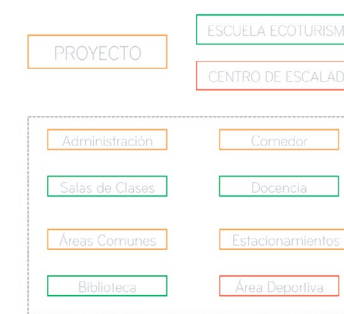 ESCUELA ECOTURISM
PROYECTO
CENTRO DE ESCALAD
Administración
Comedor
Salas de Clases
Docencia
Áreas Comunes
Estacionamientos
Biblioteca
Área Deportiva